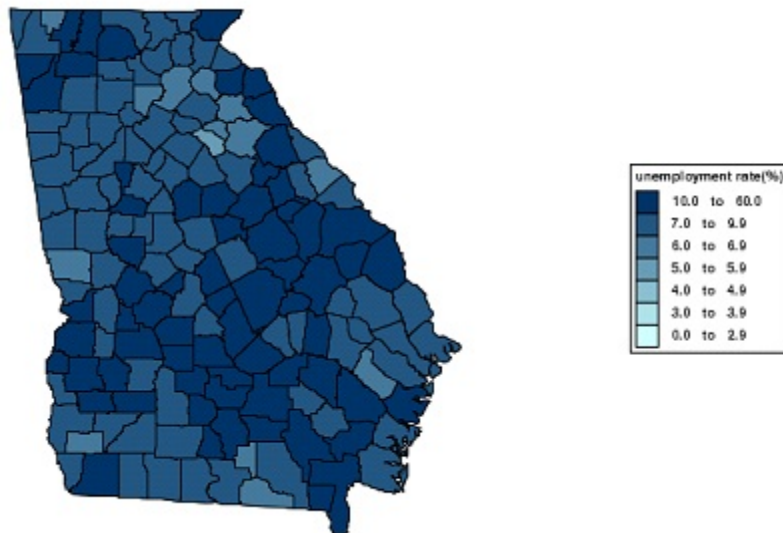 unemployment rate(%)
10.0 to 60.0
7.0 to 9.9
6.0 to 6.9
5.0 to 5.9
4.0 to 4.9
3.0 to 3.9
0.0 to 2.9